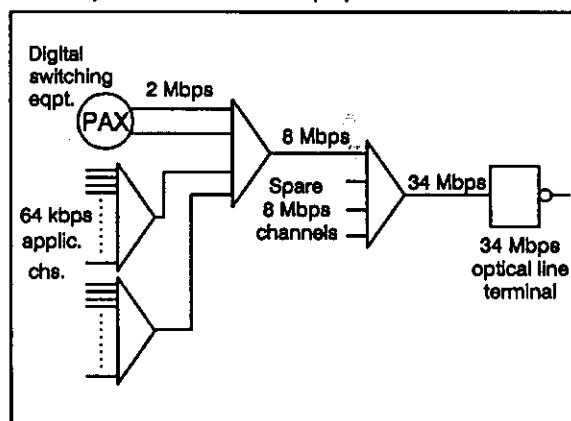 Digital
switching
eqpt.
2 Mbps
PAX
8 Mbps
64 kbps
applic.
chs.
Spare
8 Mbps
channels
34 Mbps
34 Mbps
optical line
terminal